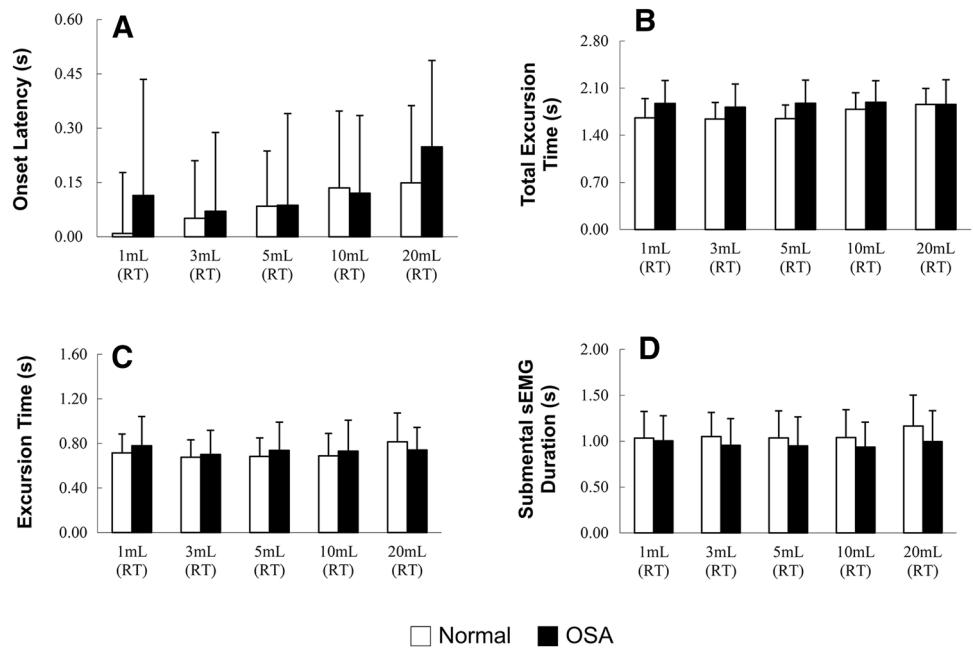 A
Onset Latency (s)
0.60
0.45
0.30
0.15
0.00
1mL 3mL 5mL 10mL 20mL
(RT) (RT) (RT) (RT) (RT)
B
Total Excursion
Time (s)
2.80
2.10
1.40
0.70
0.00
1mL 3mL 5mL 10mL 20mL
(RT) (RT) (RT) (RT) (RT)
C
Excursion Time (s)
1.60
1.20
0.80
0.40
0.00
1mL 3mL 5mL 10mL 20mL
(RT) (RT) (RT) (RT) (RT)
D
Submental sEMG
Duration (s)
2.00
1.50
1.00
0.50
0.00
1mL 3mL 5mL 10mL 20mL
(RT) (RT) (RT) (RT) (RT)
Normal OSA